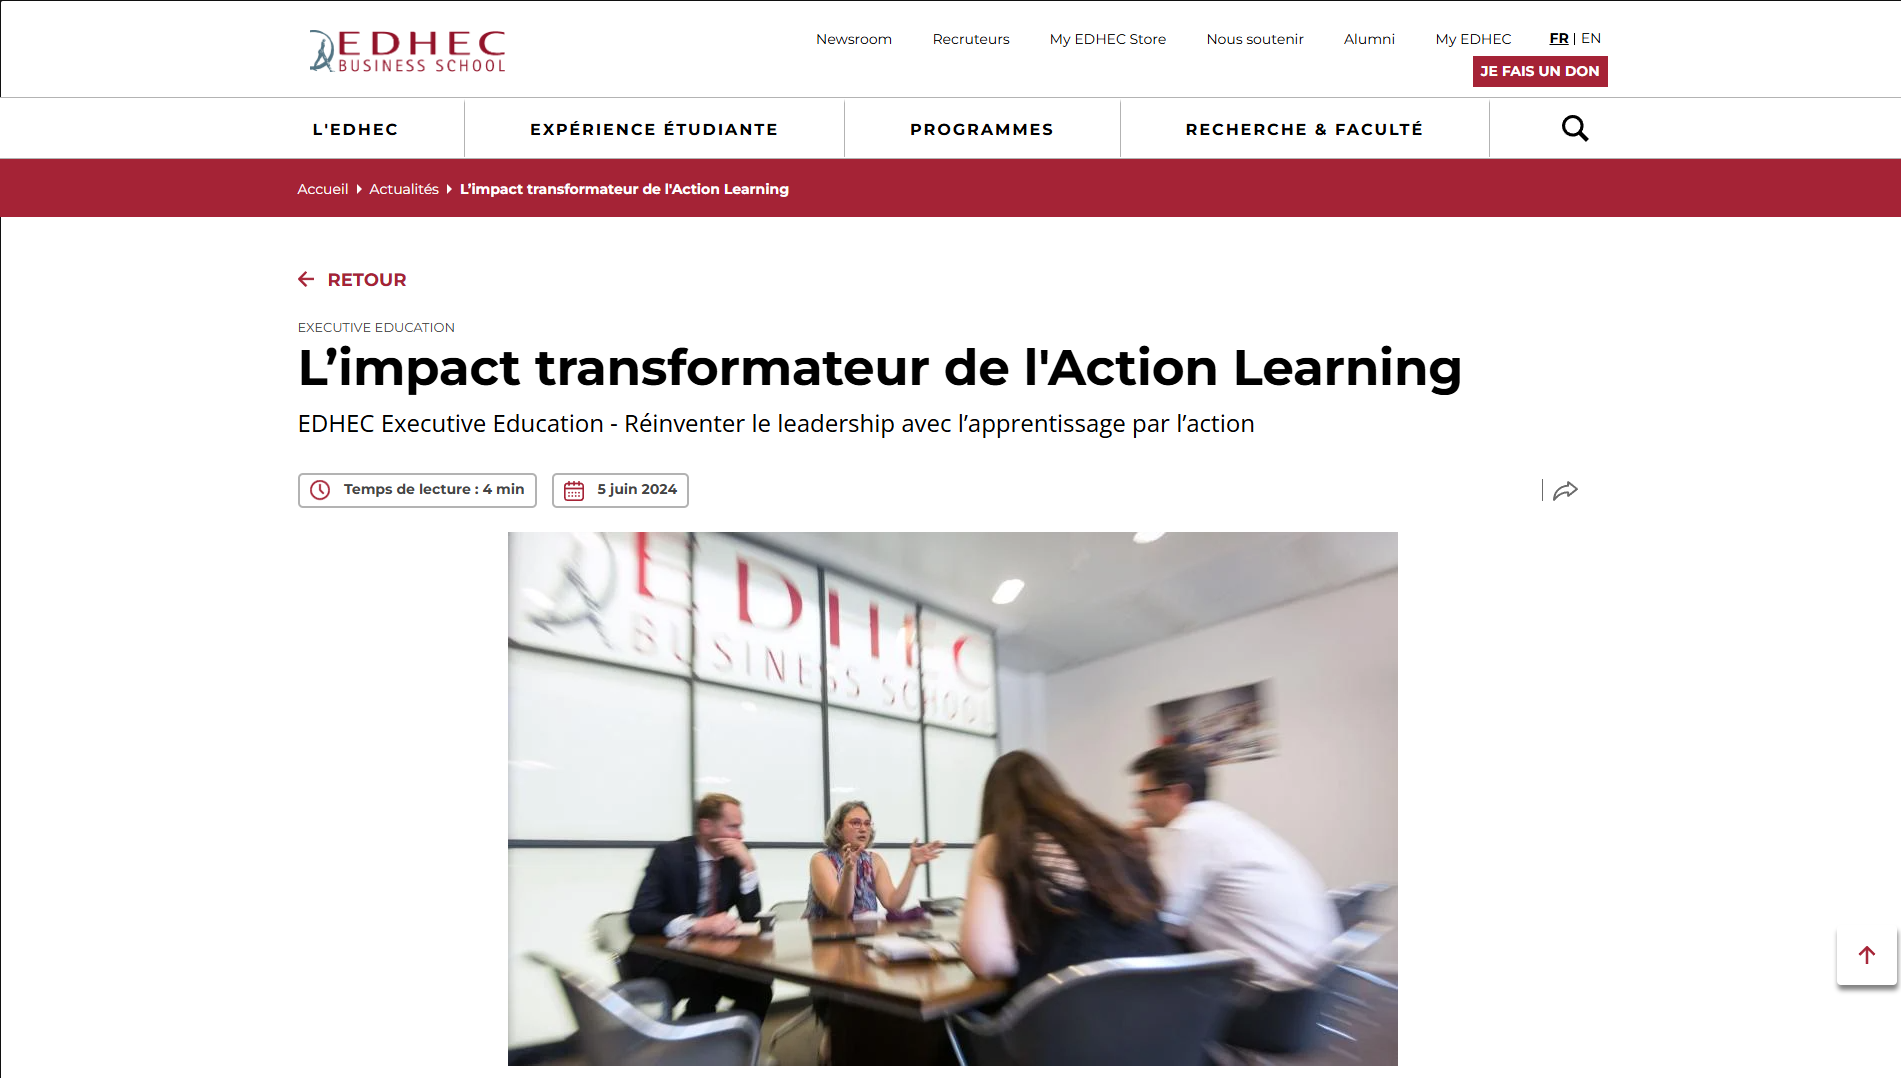 EDHEC
BUSINESS SCHOOL
Newsroom
Recruteurs
My EDHEC Store
Nous soutenir
Alumni
My EDHEC
FR | EN
JE FAIS UN DON
L'EDHEC
EXPÉRIENCE ÉTUDIANTE
PROGRAMMES
RECHERCHE & FACULTÉ
Accueil
Actualités
L’impact transformateur de l'Action Learning
RETOUR
EXECUTIVE EDUCATION
L’impact transformateur de l'Action Learning
EDHEC Executive Education - Réinventer le leadership avec l’apprentissage par l’action
Temps de lecture : 4 min
5 juin 2024
EDHEC
BUSINESS SCHOOL